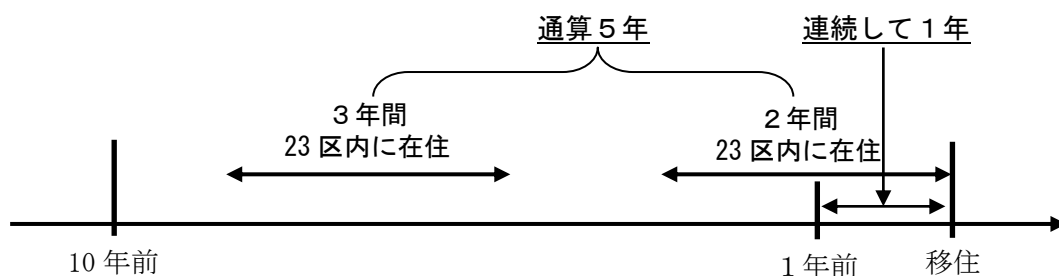 通算５年
連続して１年
３年間
23 区内に在住
２年間
23 区内に在住
10 年前
１年前
移住